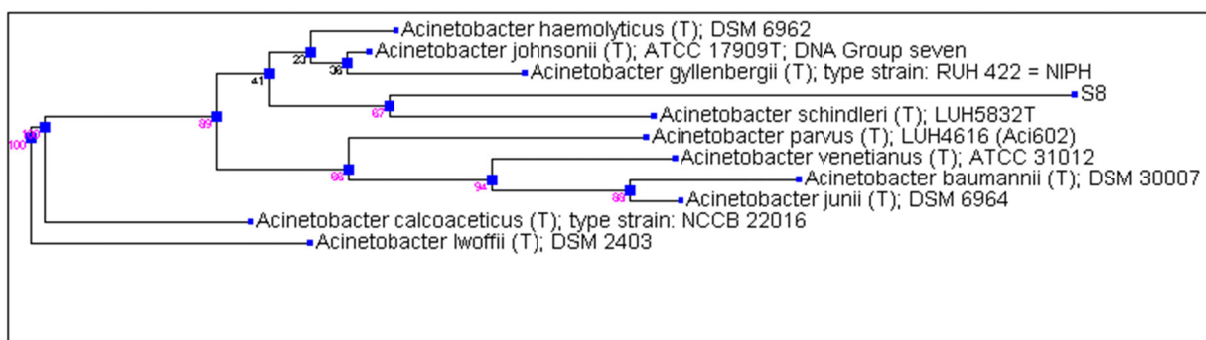 Acinetobacter haemolyticus (T); DSM 6962
23
Acinetobacter johnsonii (T); ATCC 17909T; DNA Group seven
36
Acinetobacter gyllenbergii (T); type strain: RUH 422 = NIPH
41
S8
67
Acinetobacter schindleri (T); LUH5832T
89
Acinetobacter parvus (T); LUH4616 (Aci602)
100
Acinetobacter venetianus (T); ATCC 31012
Acinetobacter baumannii (T); DSM 30007
94
Acinetobacter junii (T); DSM 6964
Acinetobacter calcoaceticus (T); type strain: NCCB 22016
Acinetobacter lwoffii (T); DSM 2403